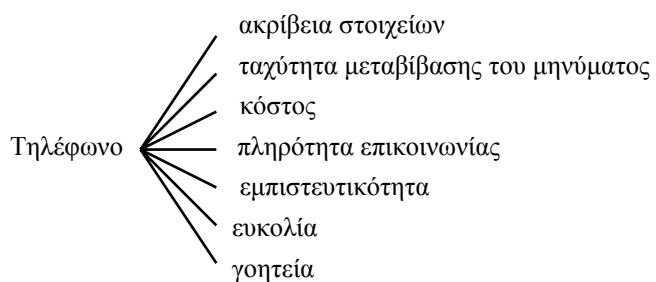 ακρίβεια στοιχείων
ταχύτητα μεταβίβασης του μηνύματος
κόστος
Τηλέφωνο
πληρότητα επικοινωνίας
εμπιστευτικότητα
ευκολία
γοητεία